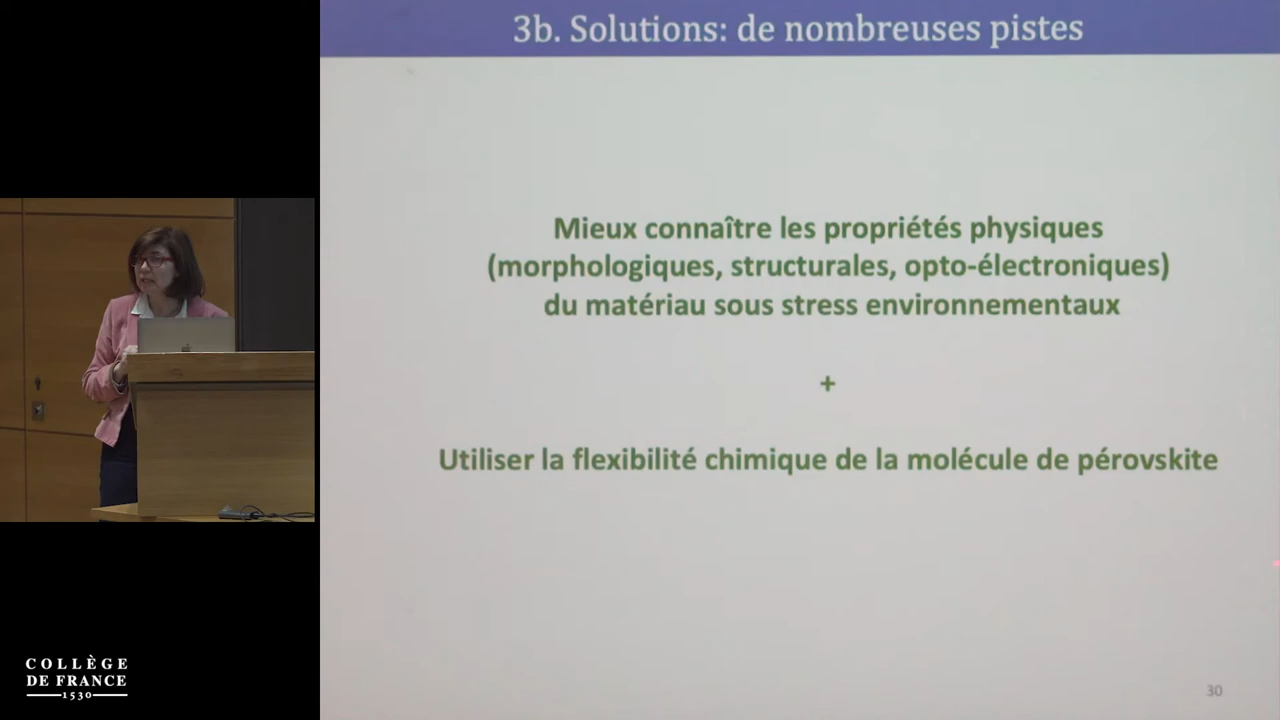 3b. Solutions: de nombreuses pistes
Mieux connaître les propriétés physiques
(morphologiques, structurales, opto-électroniques)
du matériau sous stress environnementaux
+
Utiliser la flexibilité chimique de la molécule de pérovskite
30
COLLÈGE
DE FRANCE
1530